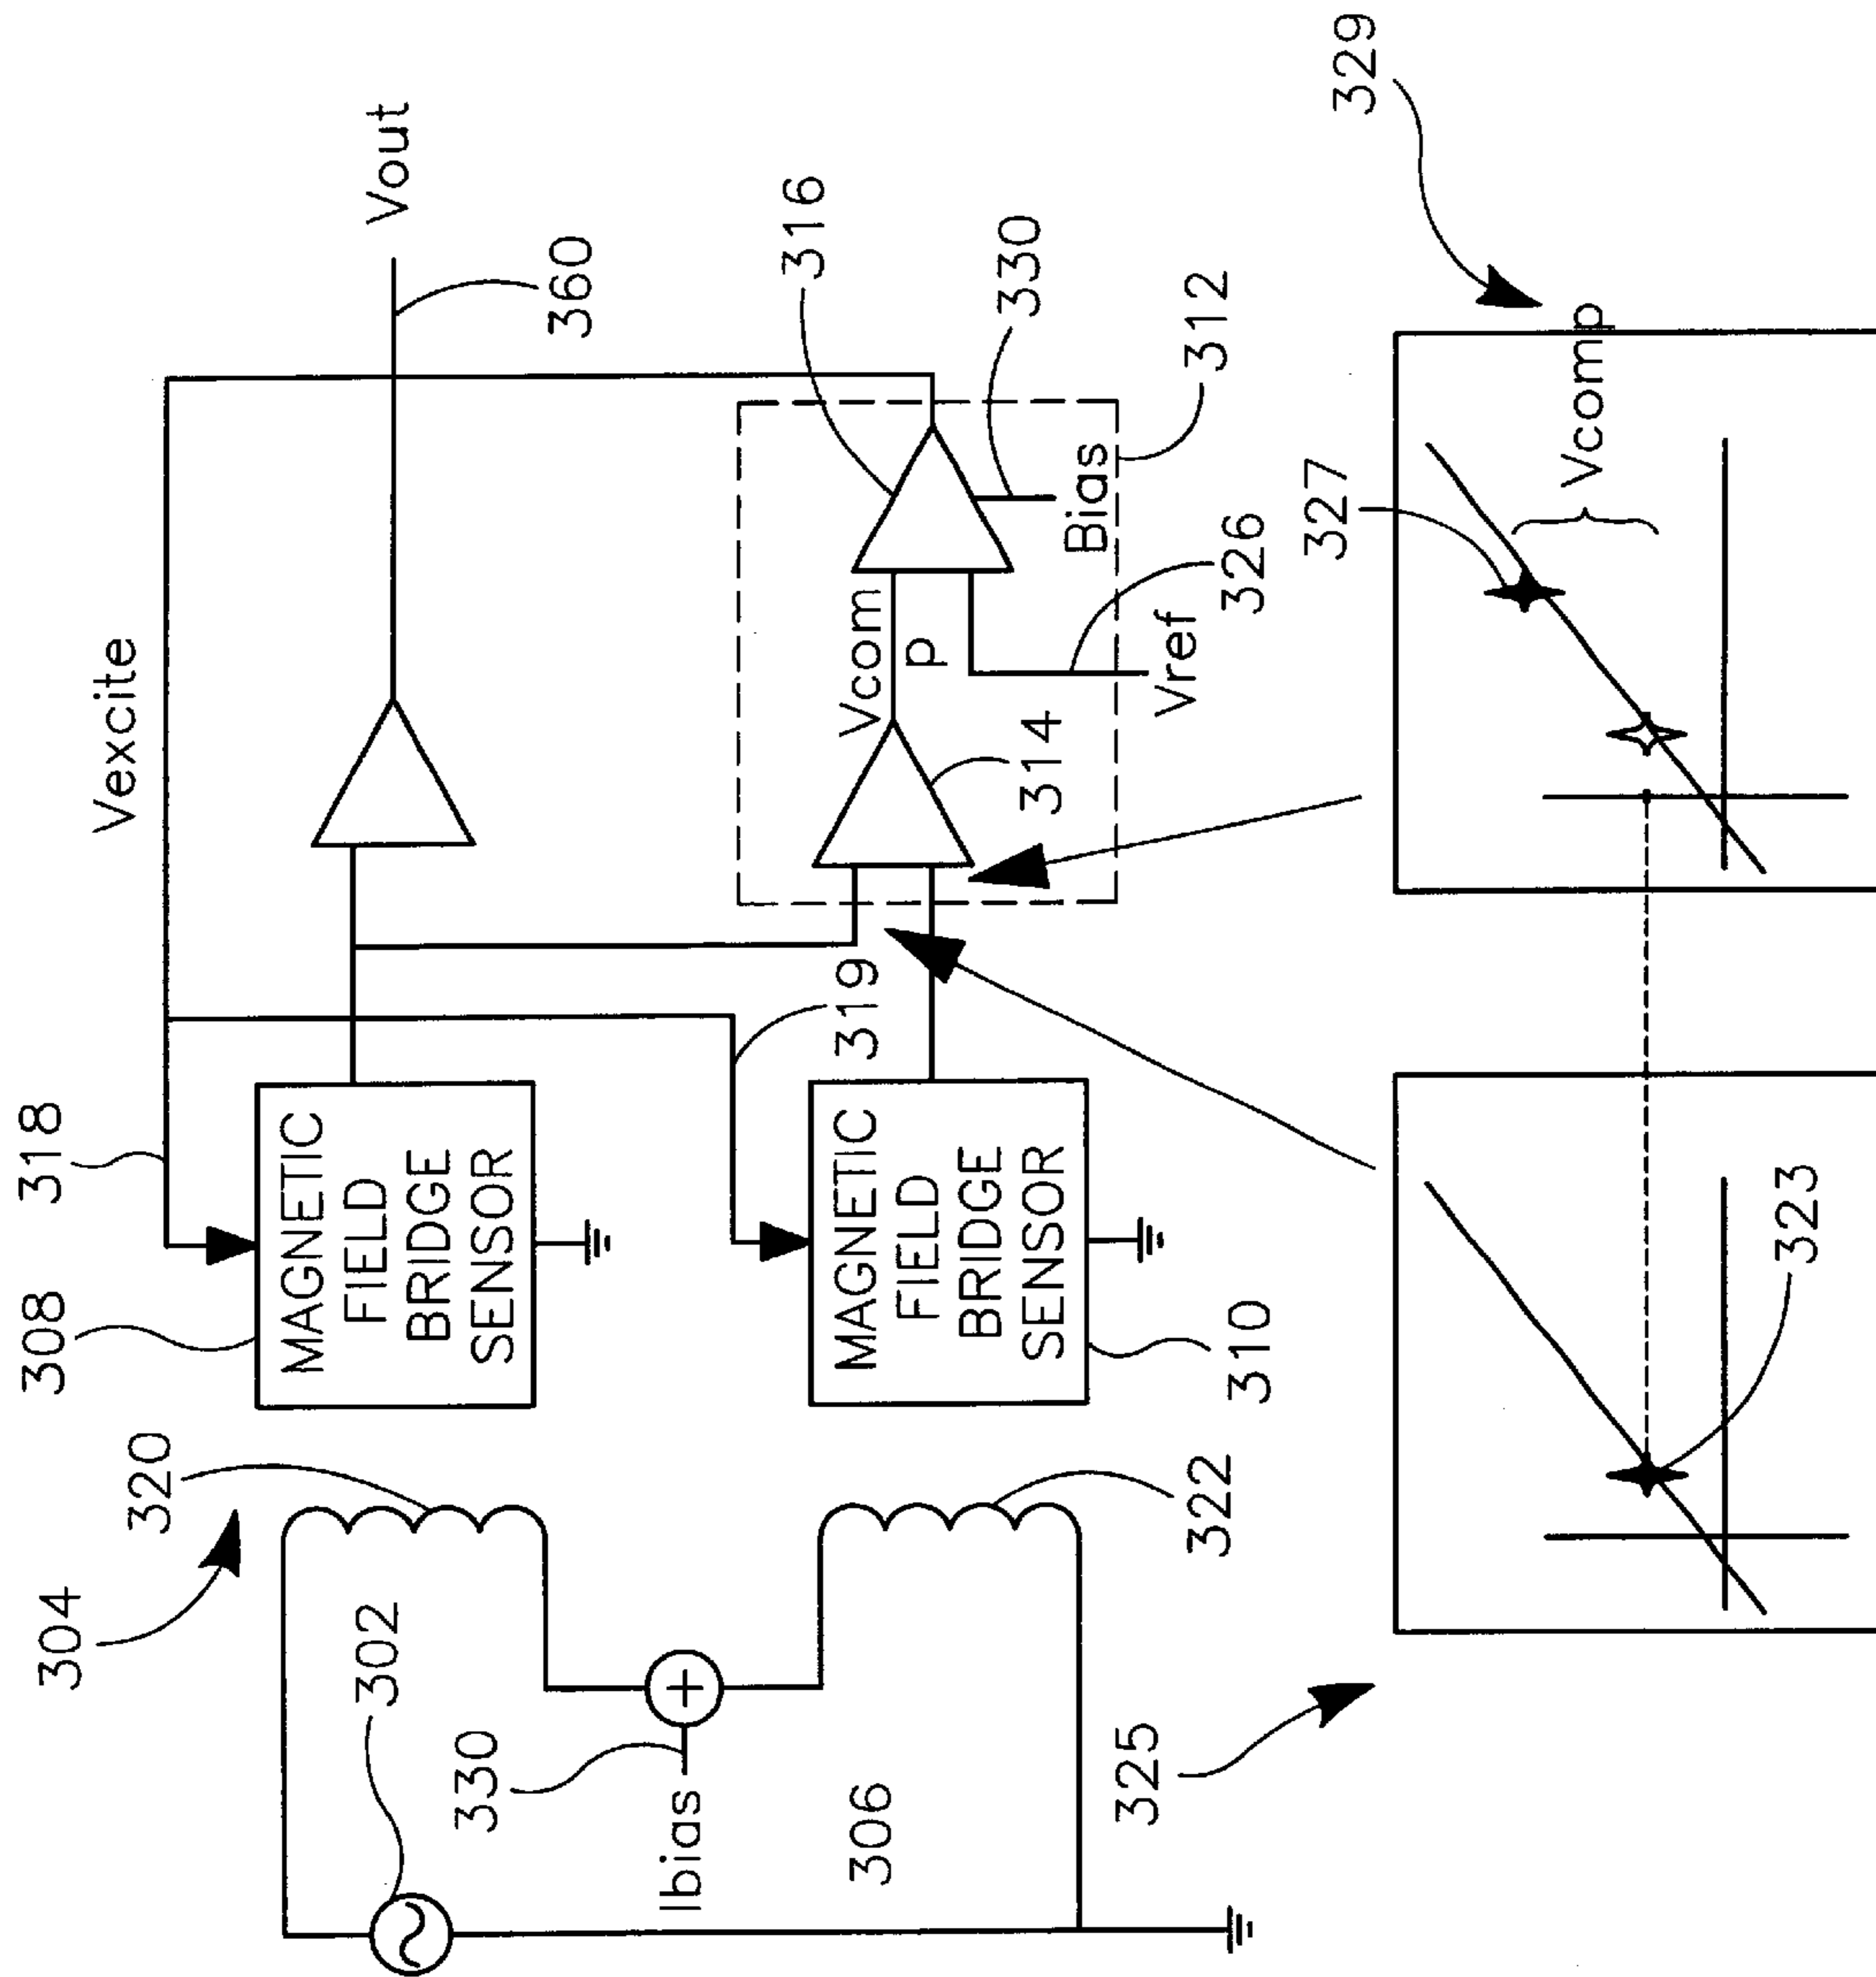 304
320
302
330
Ibias
306
322
325
308
318
Vexcite
MAGNETIC
FIELD
BRIDGE
SENSOR
319
MAGNETIC
FIELD
BRIDGE
SENSOR
310
Vout
360
316
330
312
Vcom
p
Bias
314
326
Vref
323
327
Vcomp
329